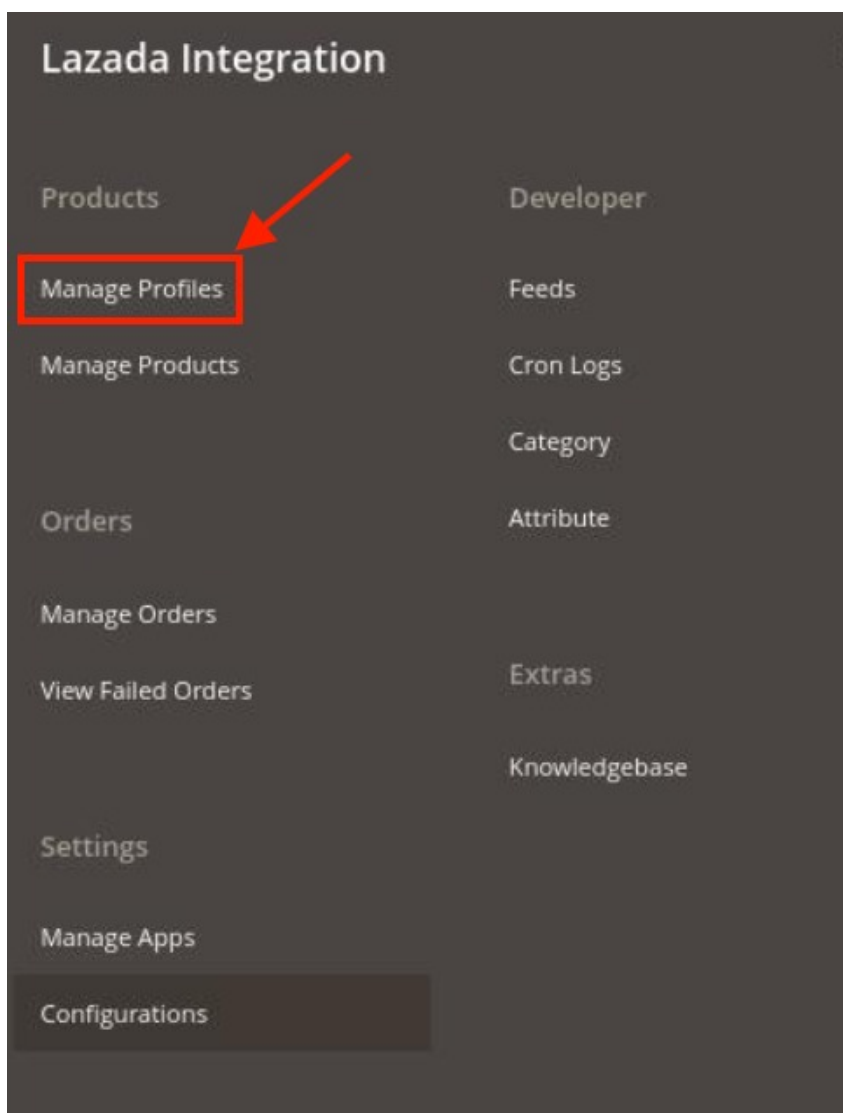 Lazada Integration
Products
Manage Profiles
Manage Products
Orders
Manage Orders
View Failed Orders
Settings
Manage Apps
Configurations
Developer
Feeds
Cron Logs
Category
Attribute
Extras
Knowledgebase